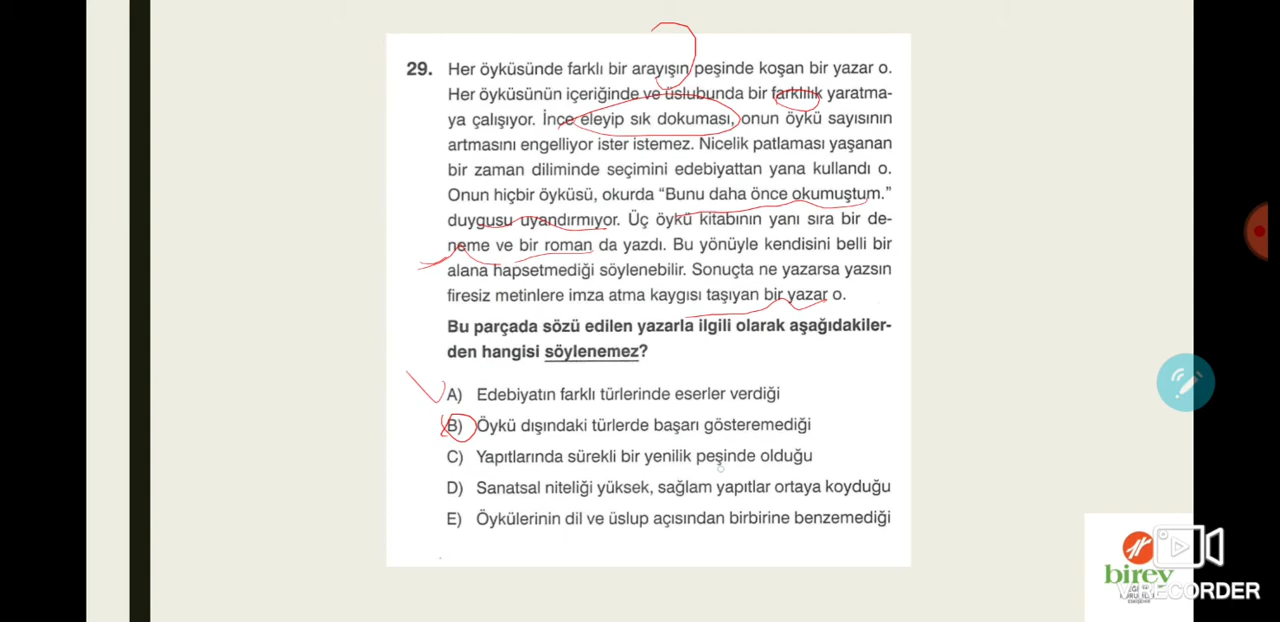 29. Her öyküsünde farklı bir arayışın peşinde koşan bir yazar o.
Her öyküsünün içeriğinde ve üslubunda bir farklılık yaratma-
ya çalışıyor. İnce eleyip sık dokuması, onun öykü sayısının
artmasını engelliyor ister istemez. Nicelik patlaması yaşanan
bir zaman diliminde seçimini edebiyattan yana kullandı o.
Onun hiçbir öyküsü, okurda “Bunu daha önce okumuştum.”
duygusu uyandırmıyor. Üç öykü kitabının yanı sıra bir de-
neme ve bir roman da yazdı. Bu yönüyle kendisini belli bir
alana hapsetmediği söylenebilir. Sonuçta ne yazarsa yazsın
firesiz metinlere imza atma kaygısı taşıyan bir yazar o.
Bu parçada sözü edilen yazarla ilgili olarak aşağıdakiler-
den hangisi söylenemez?
A) Edebiyatın farklı türlerinde eserler verdiği
B) Öykü dışındaki türlerde başarı gösteremediği
C) Yapıtlarında sürekli bir yenilik peşinde olduğu
D) Sanatsal niteliği yüksek, sağlam yapıtlar ortaya koyduğu
E) Öykülerinin dil ve üslup açısından birbirine benzemediği
birey
RECORDER